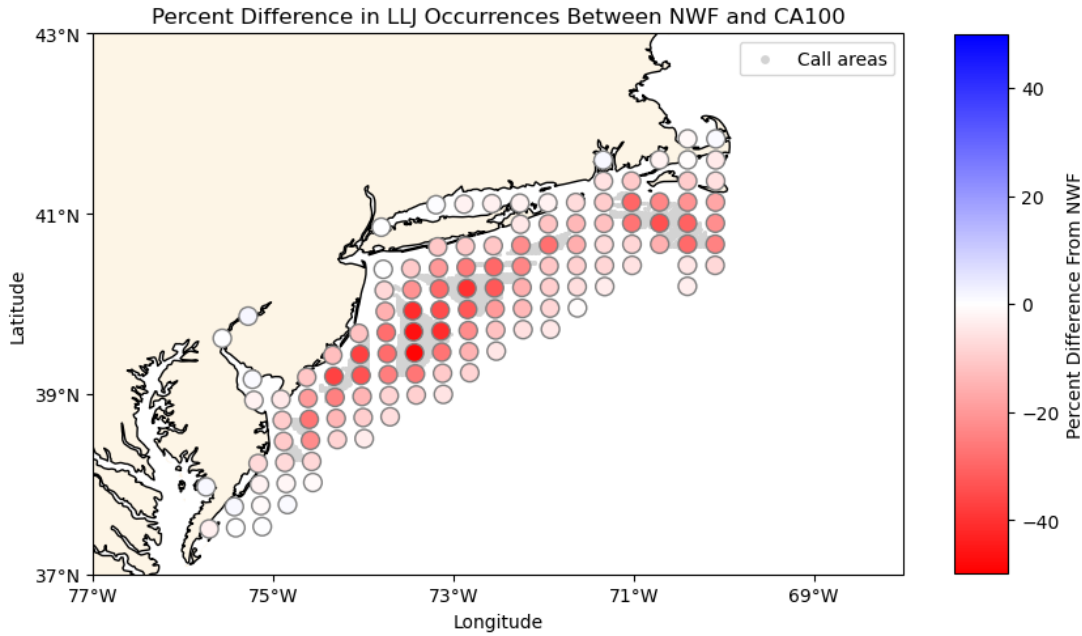 Percent Difference in LLJ Occurrences Between NWF and CA100
43°N
41°N
39°N
37°N
Latitude
77°W
75°W
73°W
71°W
69°W
Longitude
Call areas
40
20
0
−20
−40
Percent Difference From NWF